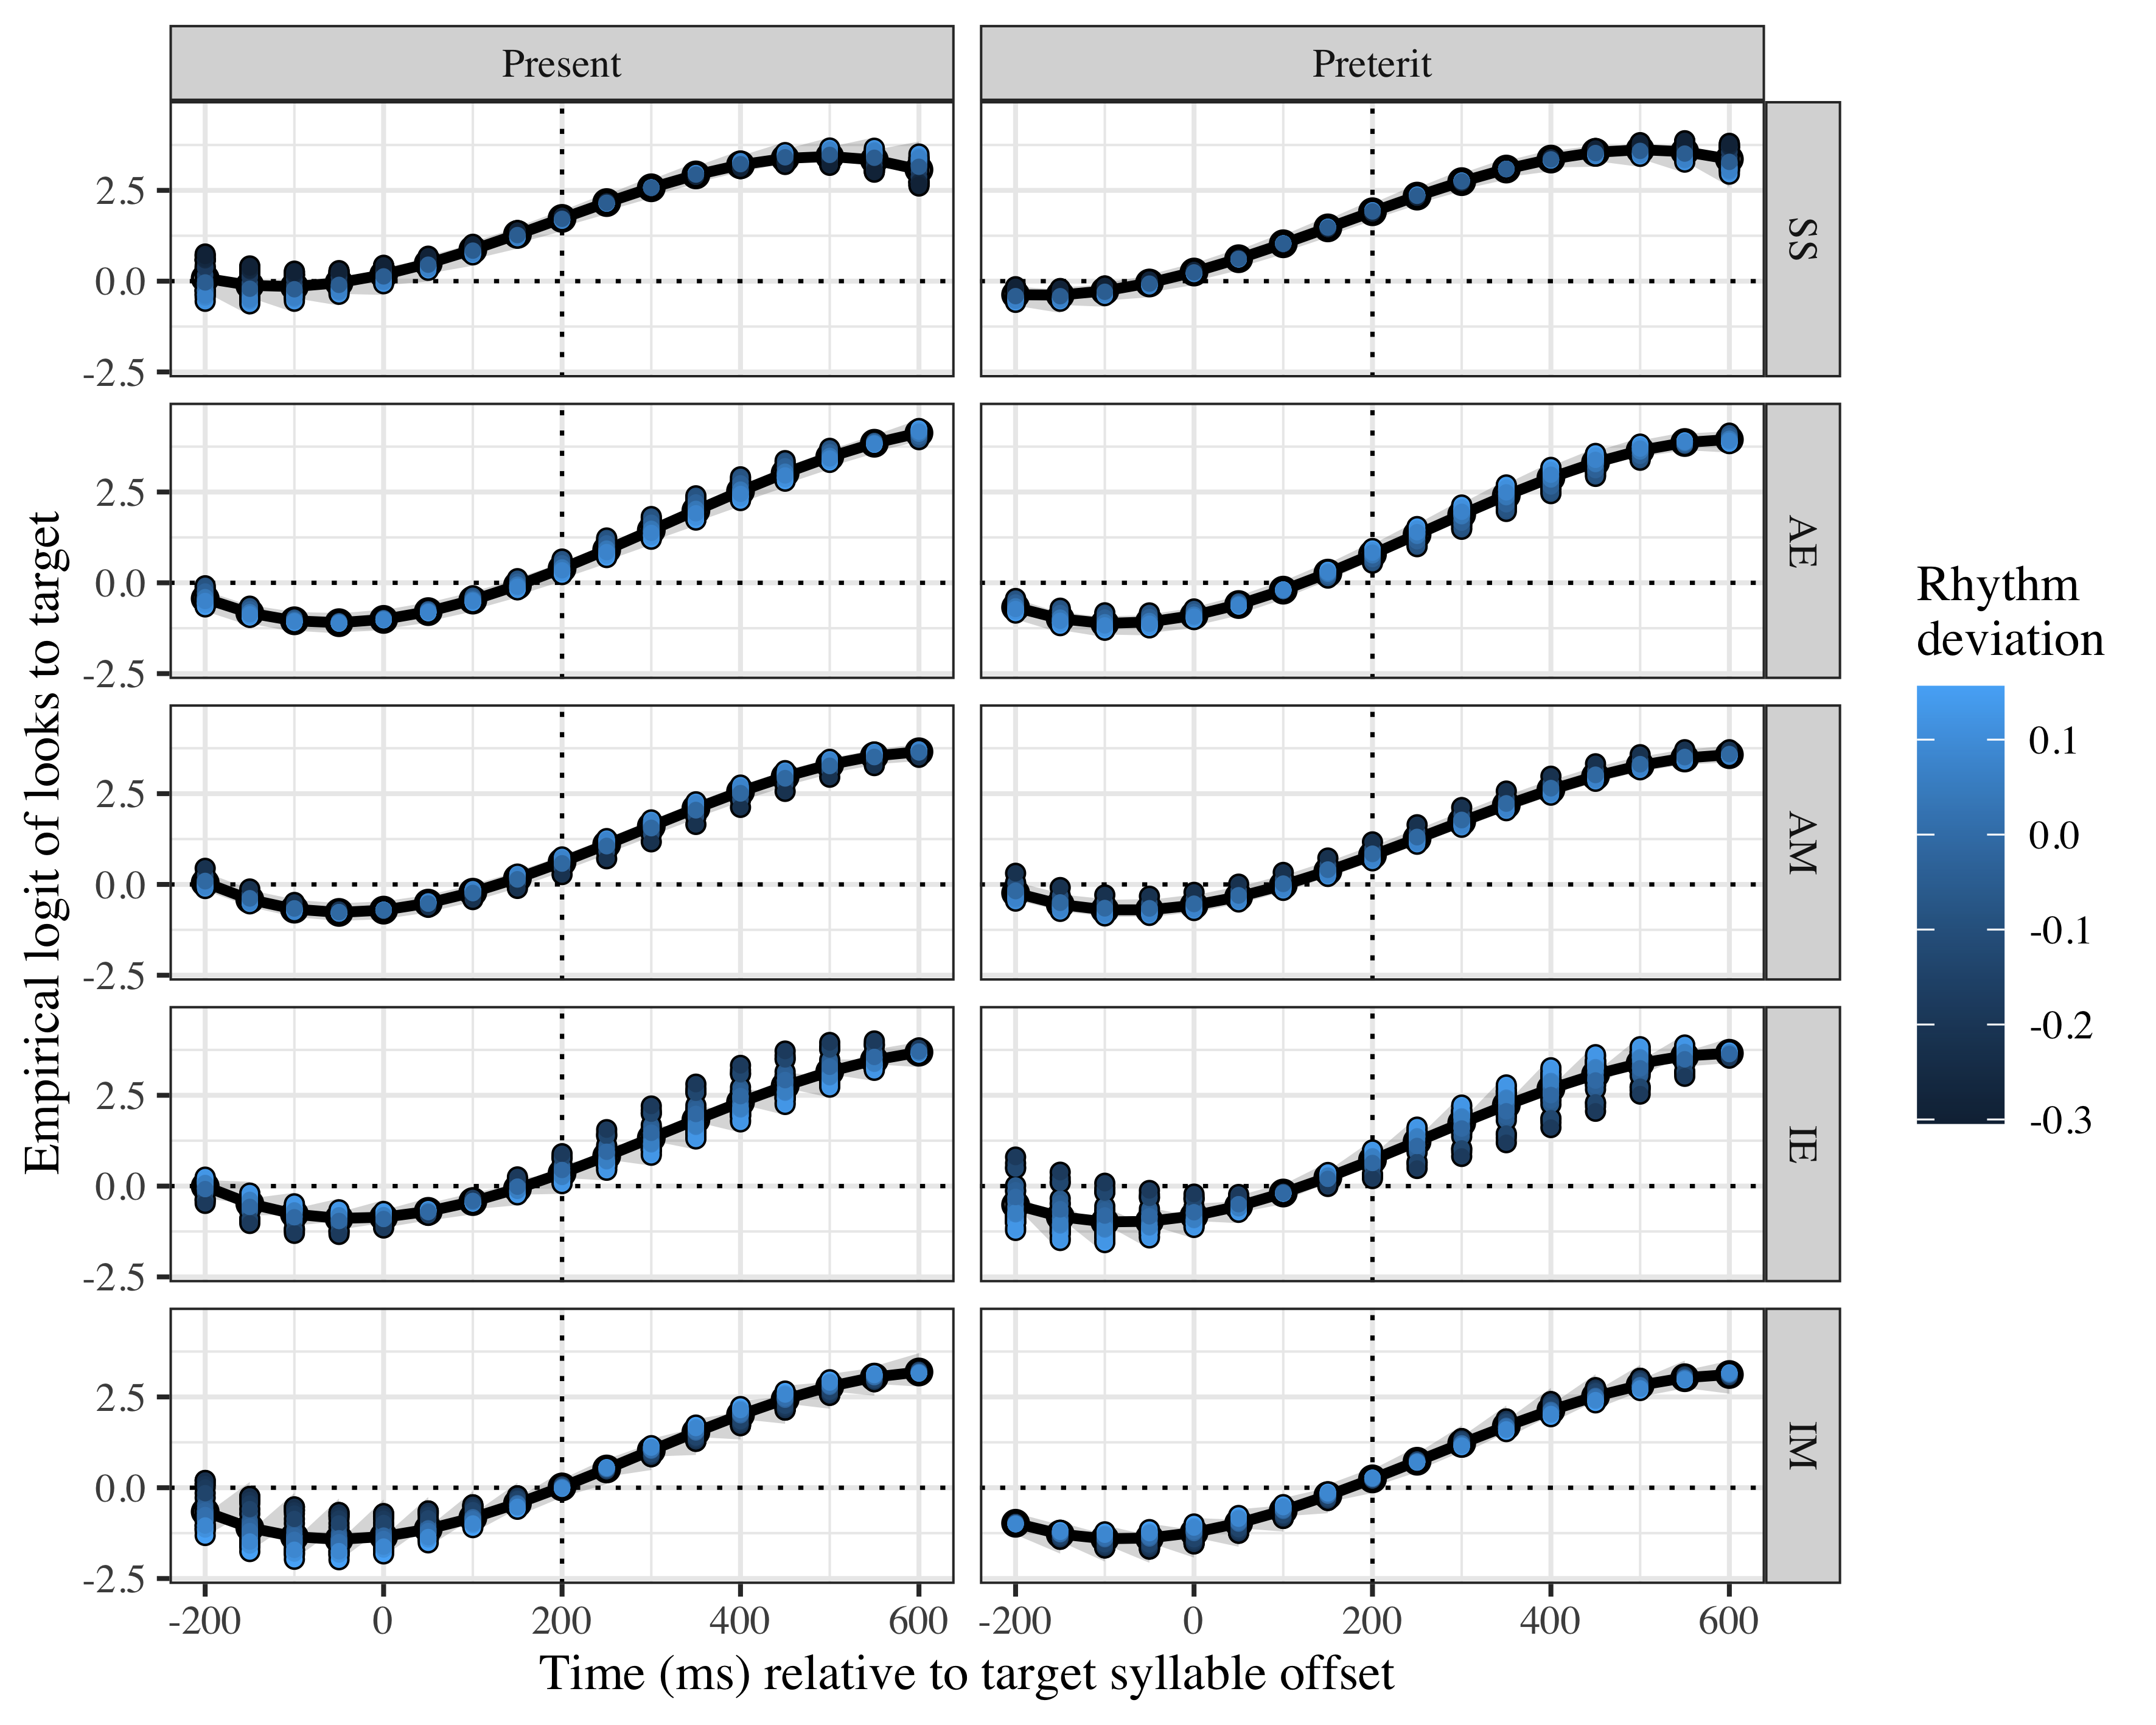 Present
Preterit
2.5
0.0
-2.5
SS
2.5
0.0
-2.5
AE
2.5
0.0
-2.5
AM
2.5
0.0
-2.5
IE
2.5
0.0
-2.5
IM
-200
0
200
400
600
-200
0
200
400
600
Time (ms) relative to target syllable offset
Empirical logit of looks to target
Rhythm
deviation
0.1
0.0
-0.1
-0.2
-0.3